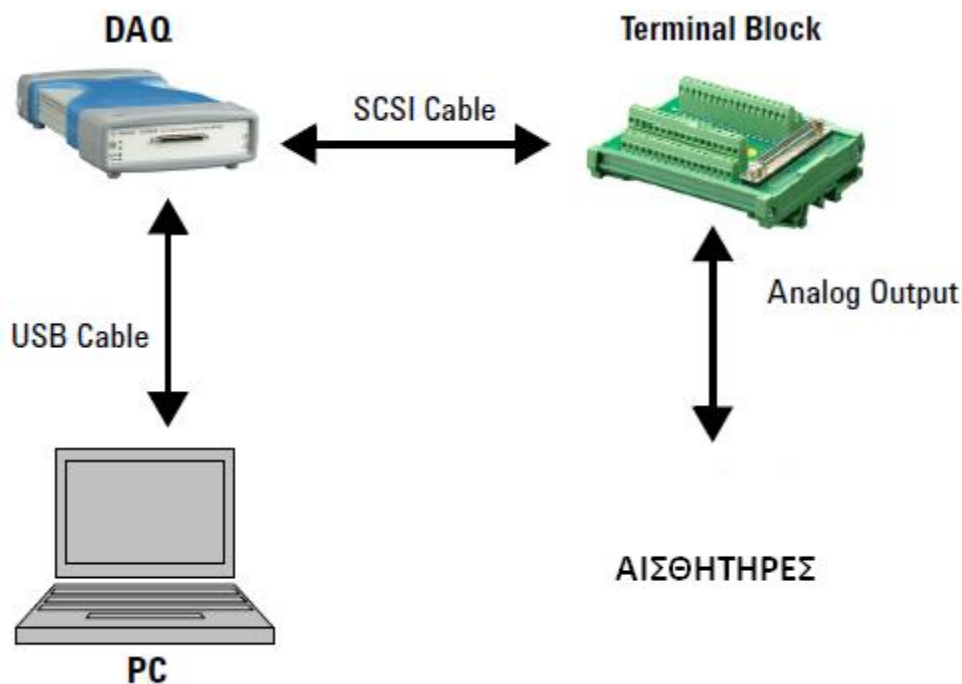 DAQ
Terminal Block
SCSI Cable
USB Cable
Analog Output
ΑΙΣΘΗΤΗΡΕΣ
PC